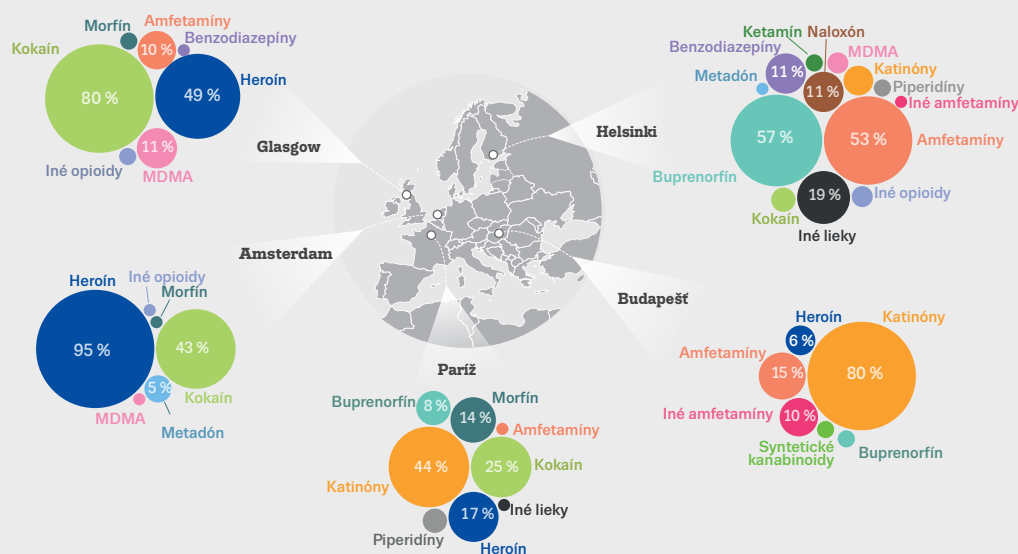 Morfín
Amfetamíny
Benzodiazepíny
Kokaín
10 %
Heroín
80 %
49 %
11 %
Iné opioidy
MDMA
Glasgow
Ketamín
Naloxón
Benzodiazepíny
MDMA
Metadón
11 %
Katinóny
11 %
Piperidíny
Iné amfetamíny
Helsinki
57 %
53 %
Amfetamíny
Buprenorfín
19 %
Iné opioidy
Kokaín
Iné lieky
Amsterdam
Heroín
Iné opioidy
Morfín
95 %
43 %
5 %
Kokaín
MDMA
Metadón
Budapešť
Heroín
Katinóny
6 %
Amfetamíny
15 %
80 %
Iné amfetamíny
10 %
Syntetické
kanabinoidy
Buprenorfín
Paríž
Buprenorfín
8 %
Morfín
14 %
Amfetamíny
44 %
25 %
Kokaín
Katinóny
17 %
Iné lieky
Piperidíny
Heroín